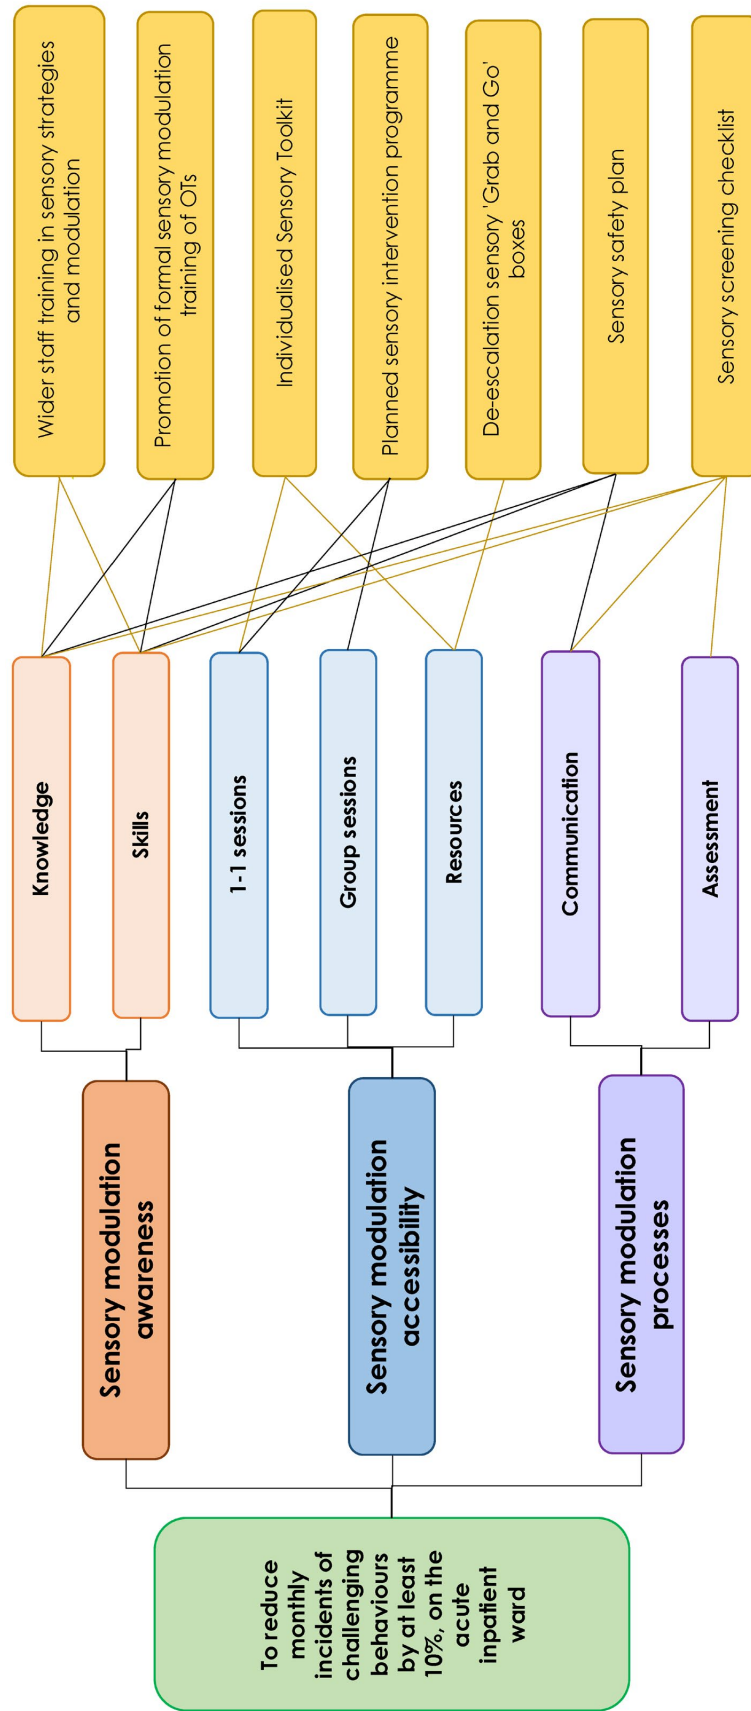 To reduce
monthly
incidents of
challenging
behaviours
by at least
10%, on the
acute
inpatient
ward
Sensory modulation
awareness
Sensory modulation
accessibility
Sensory modulation
processes
Knowledge
Skills
1-1 sessions
Group sessions
Resources
Communication
Assessment
Wider staff training in sensory strategies
and modulation
Promotion of formal sensory modulation
training of OTs
Individualised Sensory Toolkit
Planned sensory intervention programme
De-escalation sensory 'Grab and Go'
boxes
Sensory safety plan
Sensory screening checklist